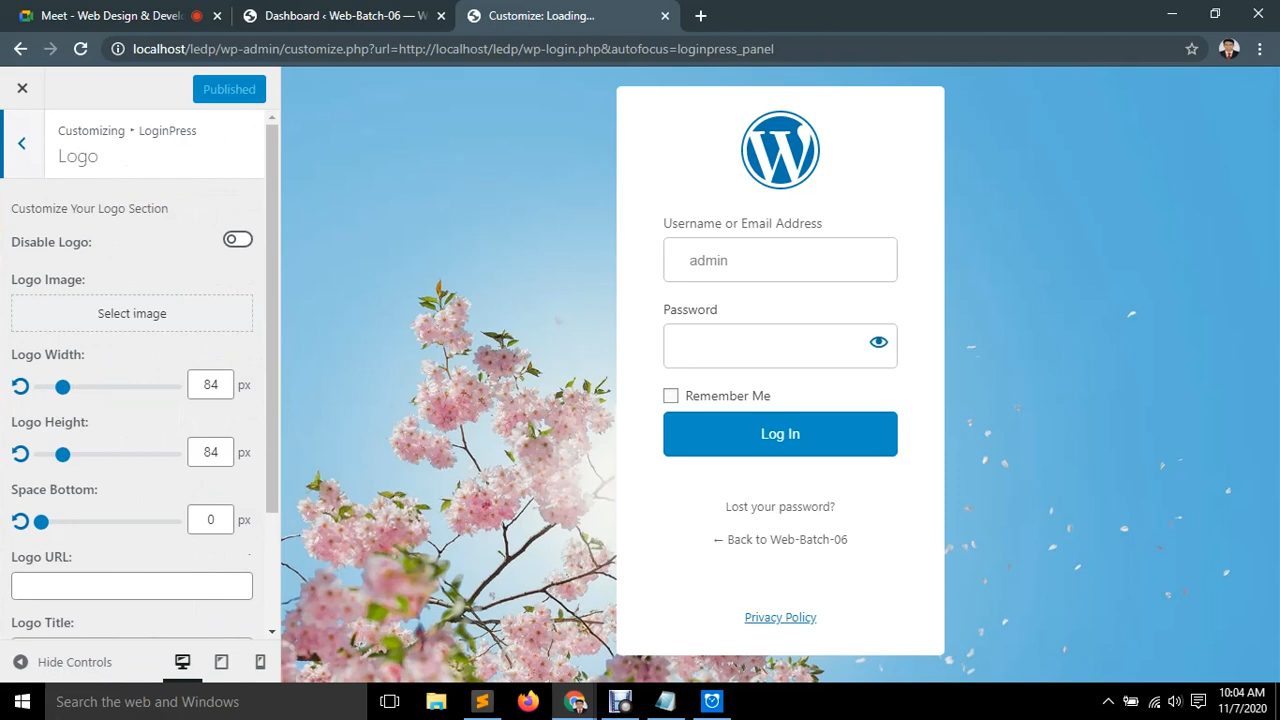 Meet - Web Design & Develo
Dashboard ‹ Web-Batch-06 — W
Customize: Loading...
localhost/ledp/wp-admin/customize.php?url=http://localhost/ledp/wp-login.php&autofocus=loginpress_panel
Published
Customizing ▸ LoginPress
Logo
Customize Your Logo Section
Disable Logo:
Logo Image:
Select image
Logo Width:
84 px
Logo Height:
84 px
Space Bottom:
0 px
Logo URL:
Logo Title:
Hide Controls
Username or Email Address
admin
Password
Remember Me
Log In
Lost your password?
← Back to Web-Batch-06
Privacy Policy
Search the web and Windows
10:04 AM
11/7/2020